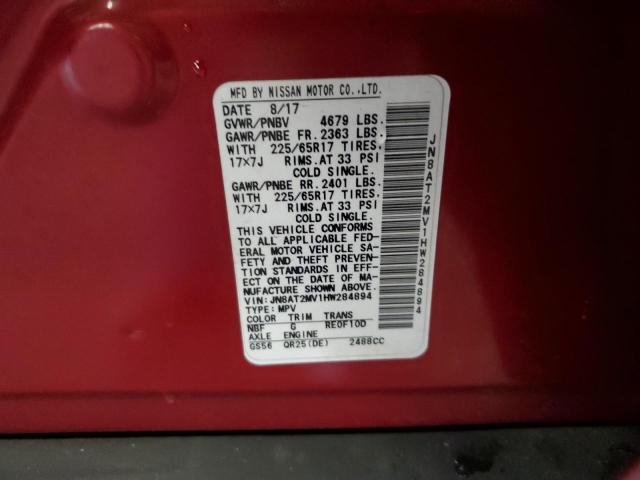 MFD BY NISSAN MOTOR CO.,LTD.
DATE 8/17
GVWR/PNBV 4679 LBS.
GAWR/PNBE FR. 2363 LBS.
WITH 225/65R17 TIRES.
17×7J RIMS.AT 33 PSI
COLD SINGLE.
GAWR/PNBE RR. 2401 LBS.
WITH 225/65R17 TIRES.
17×7J RIMS.AT 33 PSI
COLD SINGLE.
THIS VEHICLE CONFORMS
TO ALL APPLICABLE FED-
ERAL MOTOR VEHICLE SA-
FETY AND THEFT PREVEN-
TION STANDARDS IN EFF-
ECT ON THE DATE OF MA-
NUFACTURE SHOWN ABOVE.
VIN: JN8AT2MV1HW284894
TYPE: MPV
COLOR TRIM TRANS
NBF G RE0F10D
AXLE ENGINE
GS56 QR25(DE) 2488CC
JN8AT2MV1HW284894